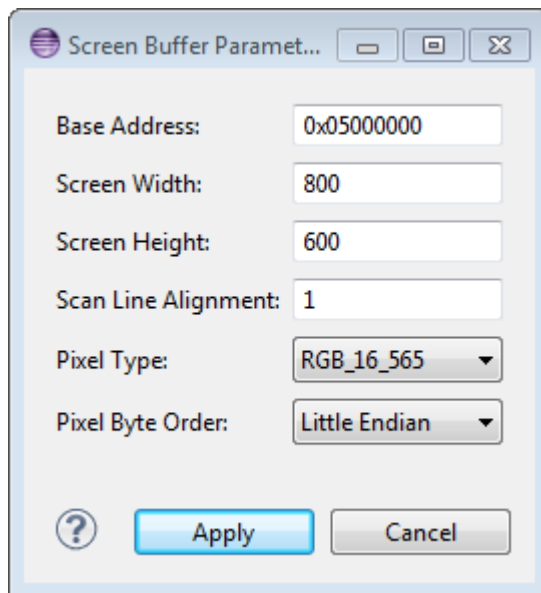 Screen Buffer Paramet...
Base Address: 0x05000000
Screen Width: 800
Screen Height: 600
Scan Line Alignment: 1
Pixel Type: RGB_16_565
Pixel Byte Order: Little Endian
? Apply Cancel